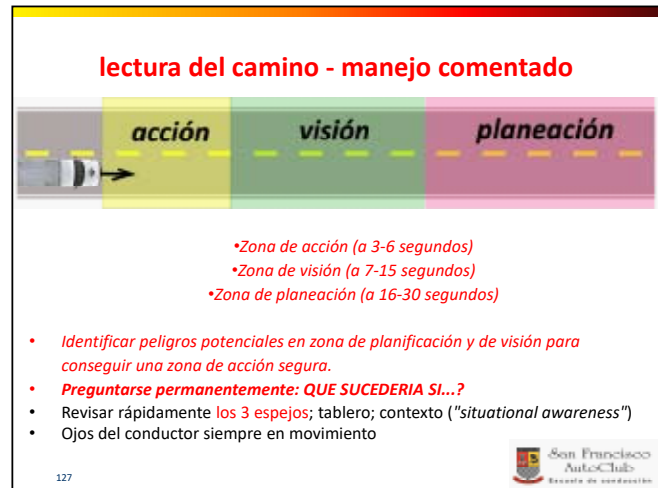 lectura del camino - manejo comentado
acción visión planeación
•Zona de acción (a 3-6 segundos)
•Zona de visión (a 7-15 segundos)
•Zona de planeación (a 16-30 segundos)
• Identificar peligros potenciales en zona de planificación y de visión para
conseguir una zona de acción segura.
• Preguntarse permanentemente: QUE SUCEDERIA SI...?
• Revisar rápidamente los 3 espejos; tablero; contexto ("situational awareness")
• Ojos del conductor siempre en movimiento
San Francisco
AutoClub
Escuela de conducción
127